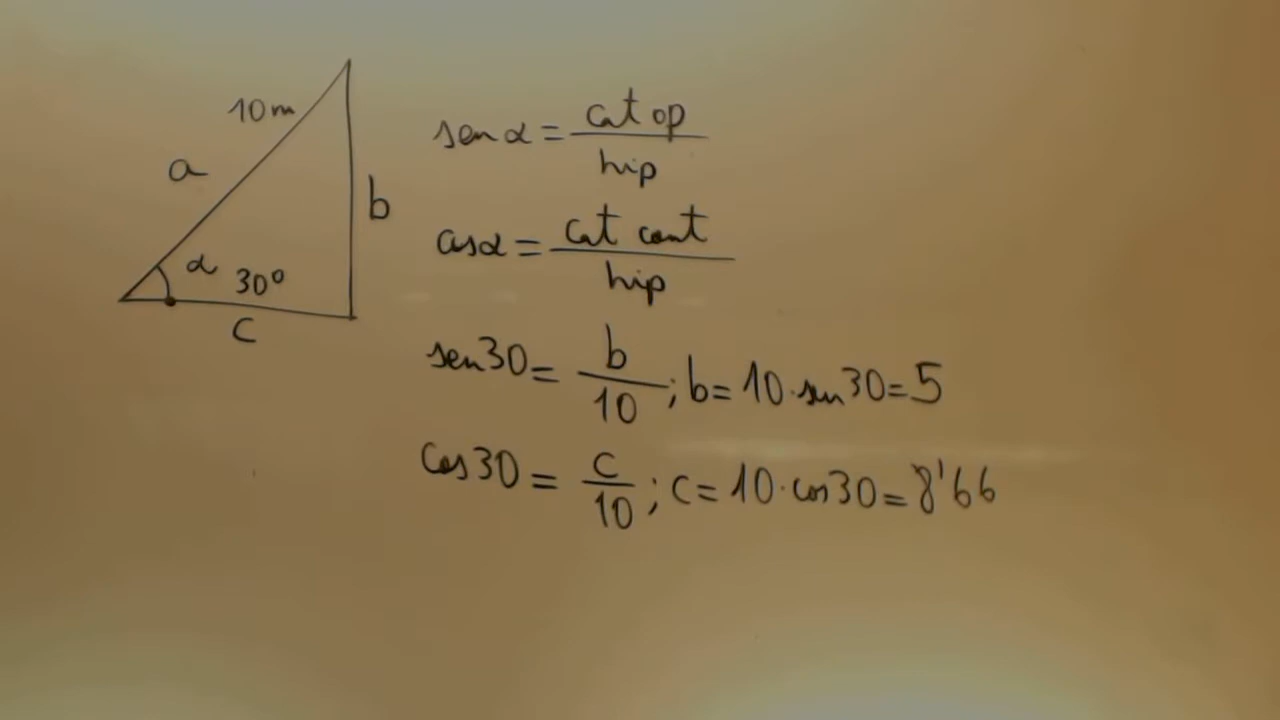 10m
a
b
α 30º
c
sen α = cat op / hip
cos α = cat cont / hip
sen 30 = b / 10 ; b = 10 · sen 30 = 5
cos 30 = c / 10 ; c = 10 · cos 30 = 8'66